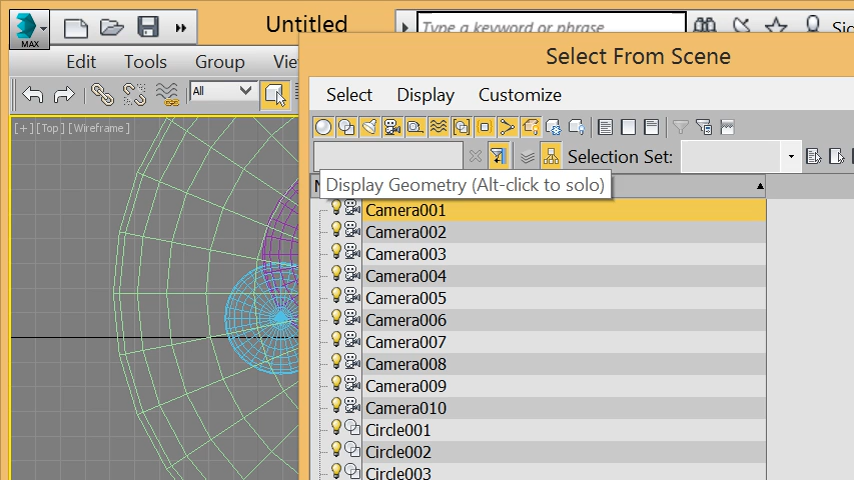 MAX
Untitled
Type a keyword or phrase
Select From Scene
Edit Tools Group
Select Display Customize
All
[+] [Top] [Wireframe]
Selection Set:
Display Geometry (Alt-click to solo)
Camera001
Camera002
Camera003
Camera004
Camera005
Camera006
Camera007
Camera008
Camera009
Camera010
Circle001
Circle002
Circle003